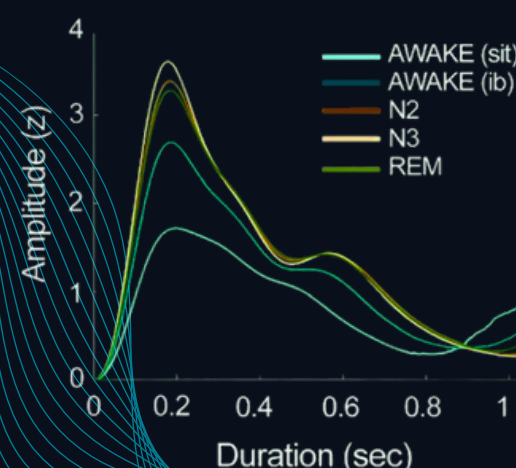 4
3
2
1
0
Amplitude (z)
AWAKE (sit)
AWAKE (ib)
N2
N3
REM
0 0.2 0.4 0.6 0.8 1
Duration (sec)